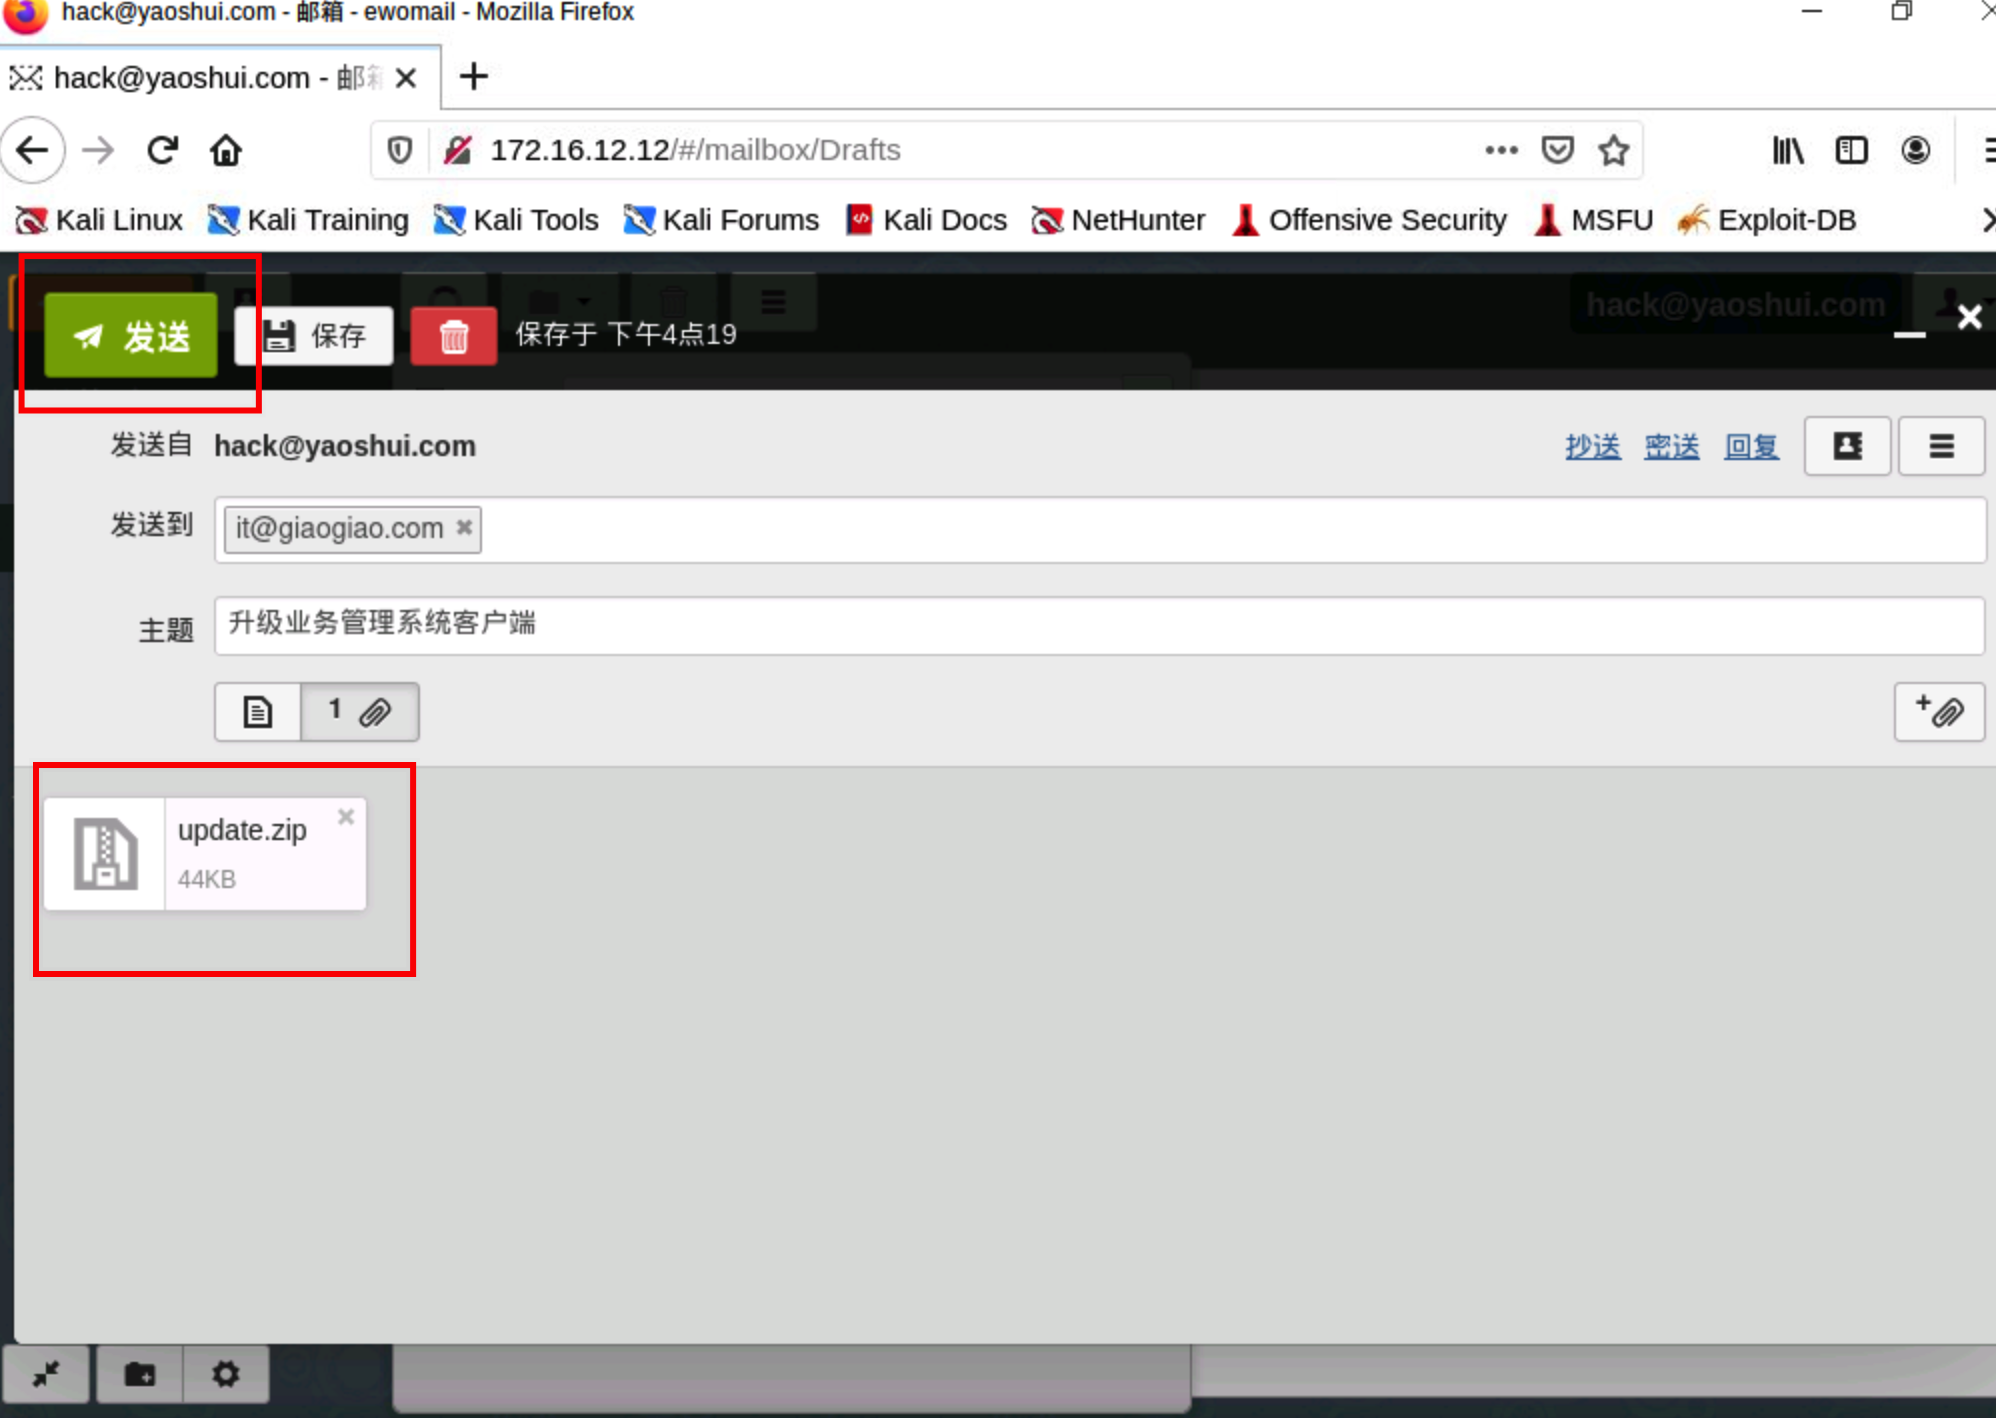 hack@yaoshui.com - 邮箱 - ewomail - Mozilla Firefox
hack@yaoshui.com - 邮箱
172.16.12.12/#/mailbox/Drafts
Kali Linux Kali Training Kali Tools Kali Forums Kali Docs NetHunter Offensive Security MSFU Exploit-DB
hack@yaoshui.com
发送 保存 保存于 下午4点19
发送自 hack@yaoshui.com 抄送 密送 回复
发送到 it@giaogiao.com
主题 升级业务管理系统客户端
1
update.zip
44KB